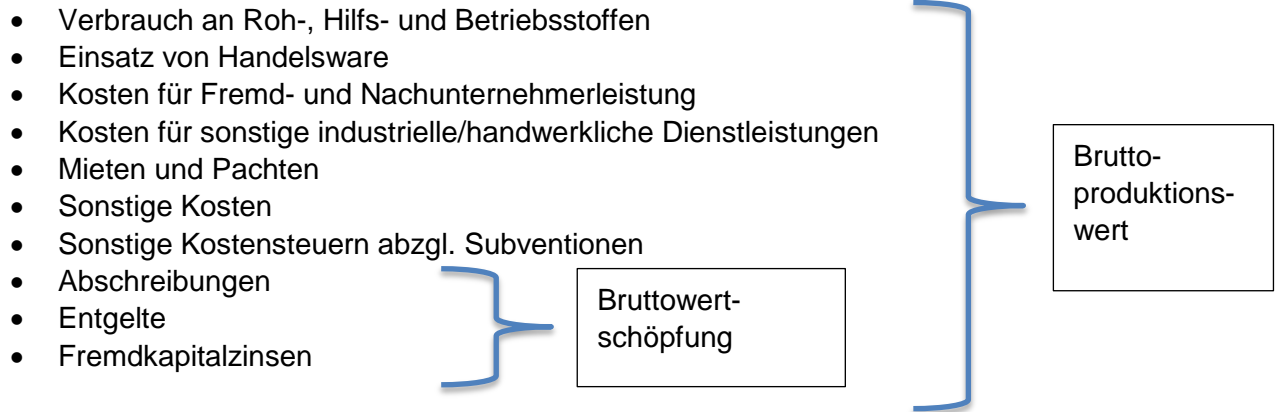 • Verbrauch an Roh-, Hilfs- und Betriebsstoffen
• Einsatz von Handelsware
• Kosten für Fremd- und Nachunternehmerleistung
• Kosten für sonstige industrielle/handwerkliche Dienstleistungen
• Mieten und Pachten
• Sonstige Kosten
• Sonstige Kostensteuern abzgl. Subventionen
• Abschreibungen
• Entgelte
• Fremdkapitalzinsen
Bruttowert-
schöpfung
Brutto-
produktions-
wert